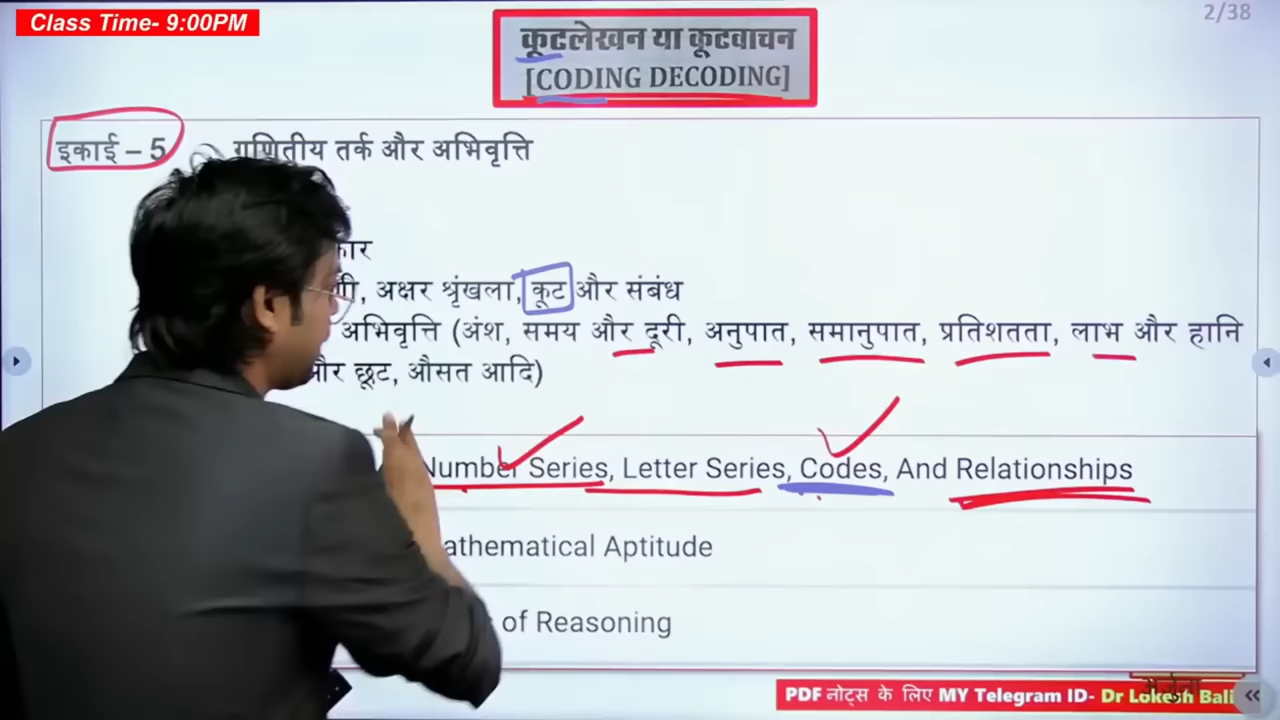 Class Time- 9:00PM
2/38
कूटलेखन या कूटवाचन
[CODING DECODING]
इकाई – 5
गणितीय तर्क और अभिवृत्ति
अक्षर श्रृंखला, कूट और संबंध
अभिवृत्ति (अंश, समय और दूरी, अनुपात, समानुपात, प्रतिशतता, लाभ और हानि
और छूट, औसत आदि)
Number Series, Letter Series, Codes, And Relationships
Mathematical Aptitude
of Reasoning
PDF नोट्स के लिए MY Telegram ID- Dr Lokesh Bali